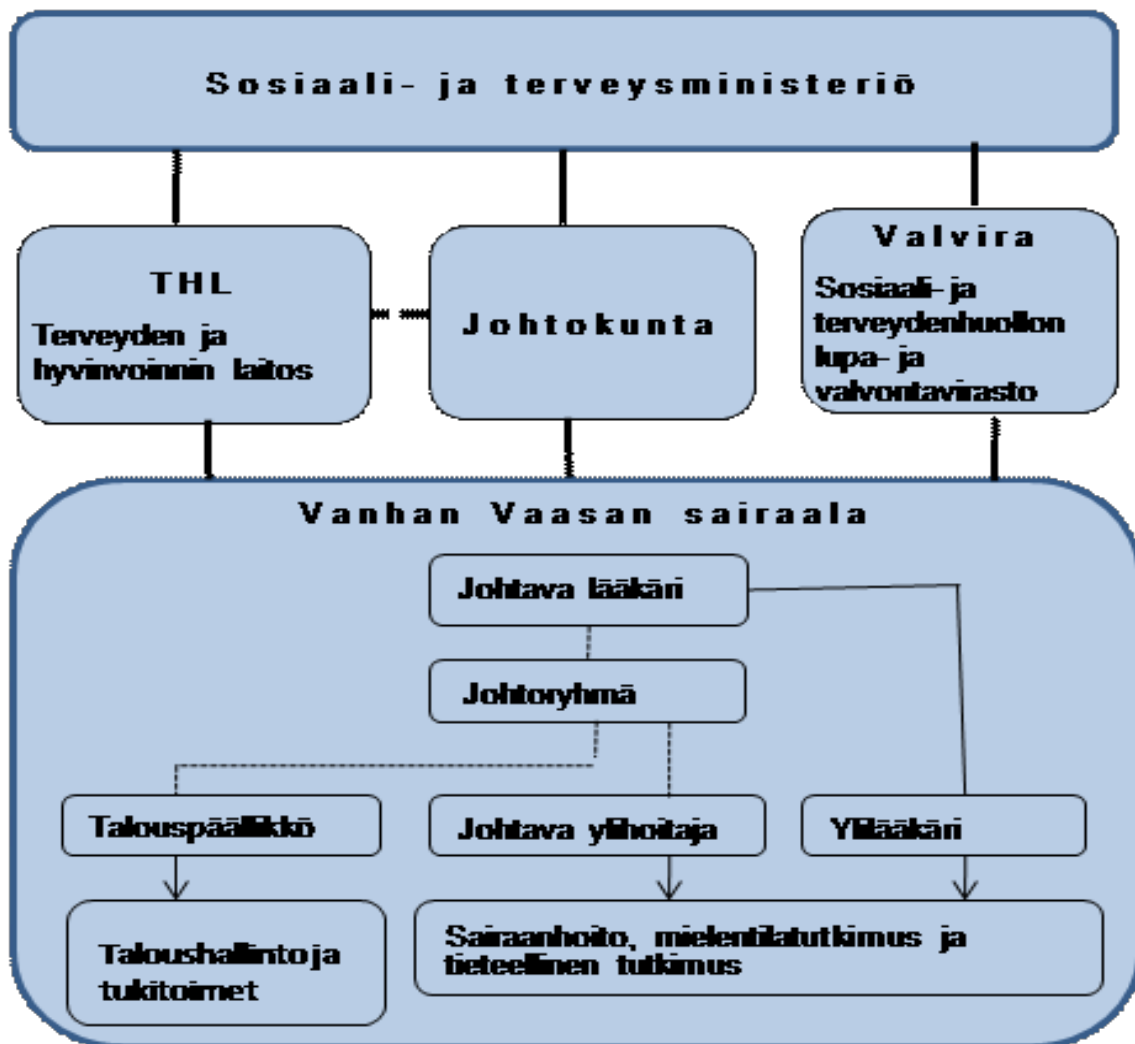 Sosiaali- ja terveysministeriö
THL
Terveyden ja
hyvinvoinnin laitos
Johtokunta
Valvira
Sosiaali- ja
terveydenhuollon
lupa- ja
valvontavirasto
Vanhan Vaasan sairaala
Johtava lääkäri
Johtoryhmä
Talouspäällikkö
Johtava ylihoitaja
Ylilääkäri
Taloushallinto ja
tukitoimet
Sairaanhoito, mielentilatutkimus ja
tieteellinen tutkimus